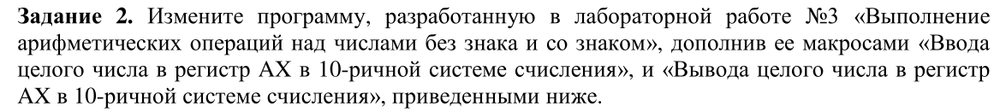 Задание 2. Измените программу, разработанную в лабораторной работе №3 «Выполнение
арифметических операций над числами без знака и со знаком», дополнив ее макросами «Ввода
целого числа в регистр AX в 10-ричной системе счисления», и «Вывода целого числа в регистр
AX в 10-ричной системе счисления», приведенными ниже.